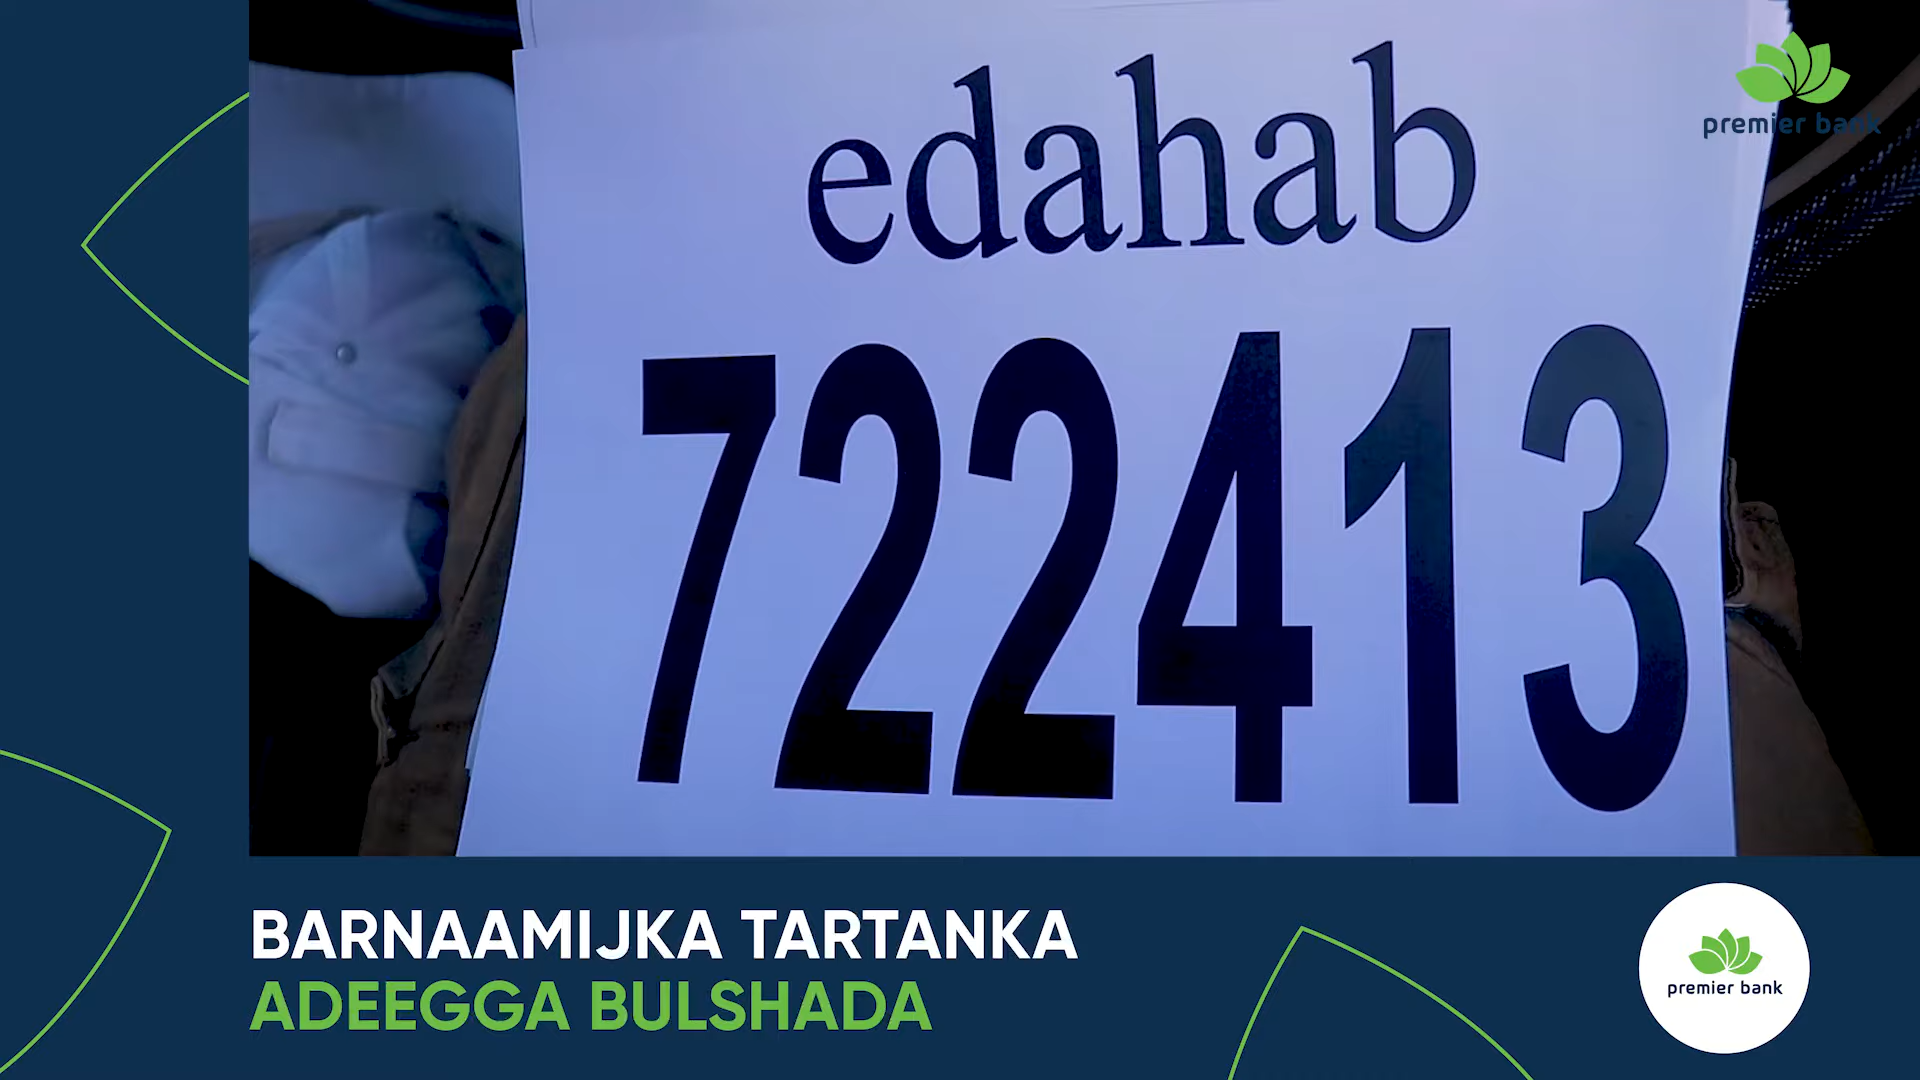 edahab
722413
premier bank
BARNAAMIJKA TARTANKA
ADEEGGA BULSHADA
premier bank